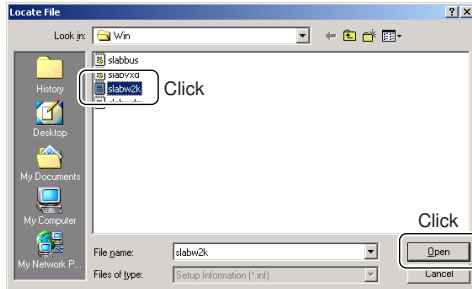 Locate File
Look in: Win
slabbus
slabvxd
History
slabw2k
Click
Desktop
My Documents
My Computer
Click
File name: slabw2k
Open
My Network P...
Files of type: Setup Information (*.inf)
Cancel